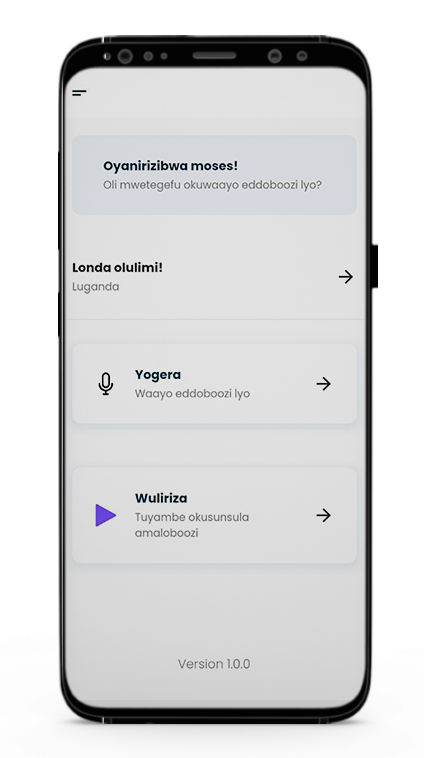 Oyanirizibwa moses!
Oli mwetegefu okuwaayo eddoboozi lyo?
Londa olulimi!
Luganda
Yogera
Waayo eddoboozi lyo
Wuliriza
Tuyambe okusunsula
amaloboozi
Version 1.0.0